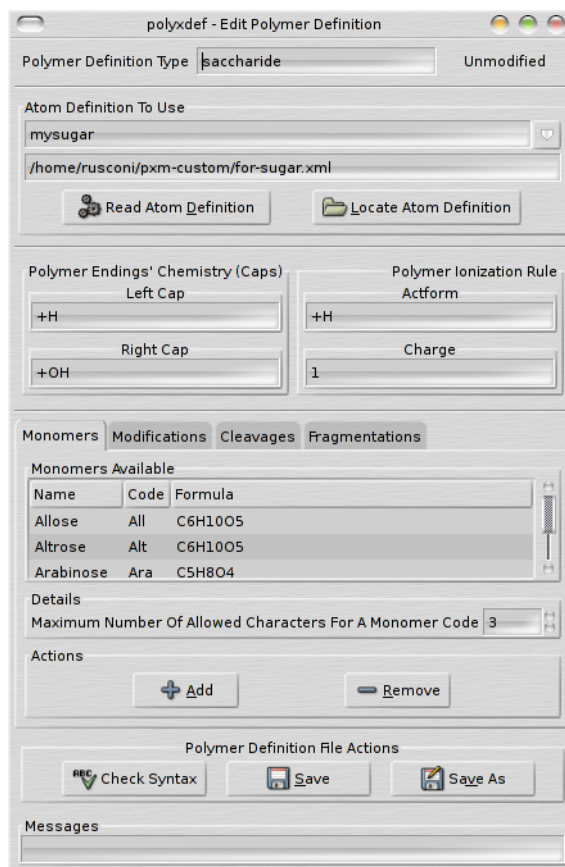 polyxdef - Edit Polymer Definition
Polymer Definition Type saccharide Unmodified
Atom Definition To Use
mysugar
/home/rusconi/pxm-custom/for-sugar.xml
Read Atom Definition Locate Atom Definition
Polymer Endings' Chemistry (Caps) Polymer Ionization Rule
Left Cap Actform
+H +H
Right Cap Charge
+OH 1
Monomers Modifications Cleavages Fragmentations
Monomers Available
Name Code Formula
Allose All C6H10O5
Altrose Alt C6H10O5
Arabinose Ara C5H8O4
Details
Maximum Number Of Allowed Characters For A Monomer Code 3
Actions
Add Remove
Polymer Definition File Actions
ABC Check Syntax Save Save As
Messages